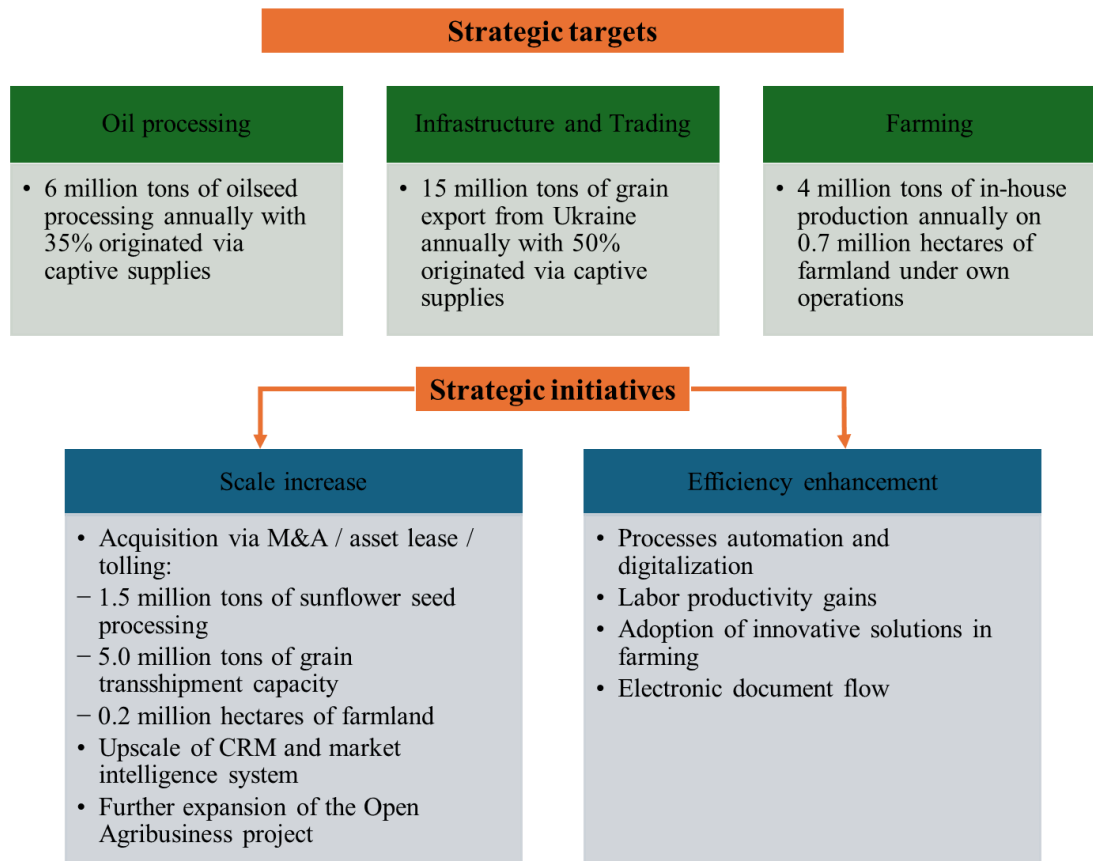 Strategic targets
Oil processing
• 6 million tons of oilseed
processing annually with
35% originated via
captive supplies
Infrastructure and Trading
• 15 million tons of grain
export from Ukraine
annually with 50%
originated via captive
supplies
Farming
• 4 million tons of in-house
production annually on
0.7 million hectares of
farmland under own
operations
Strategic initiatives
Scale increase
• Acquisition via M&A / asset lease /
tolling:
− 1.5 million tons of sunflower seed
processing
− 5.0 million tons of grain
transshipment capacity
− 0.2 million hectares of farmland
• Upscale of CRM and market
intelligence system
• Further expansion of the Open
Agribusiness project
Efficiency enhancement
• Processes automation and
digitalization
• Labor productivity gains
• Adoption of innovative solutions in
farming
• Electronic document flow